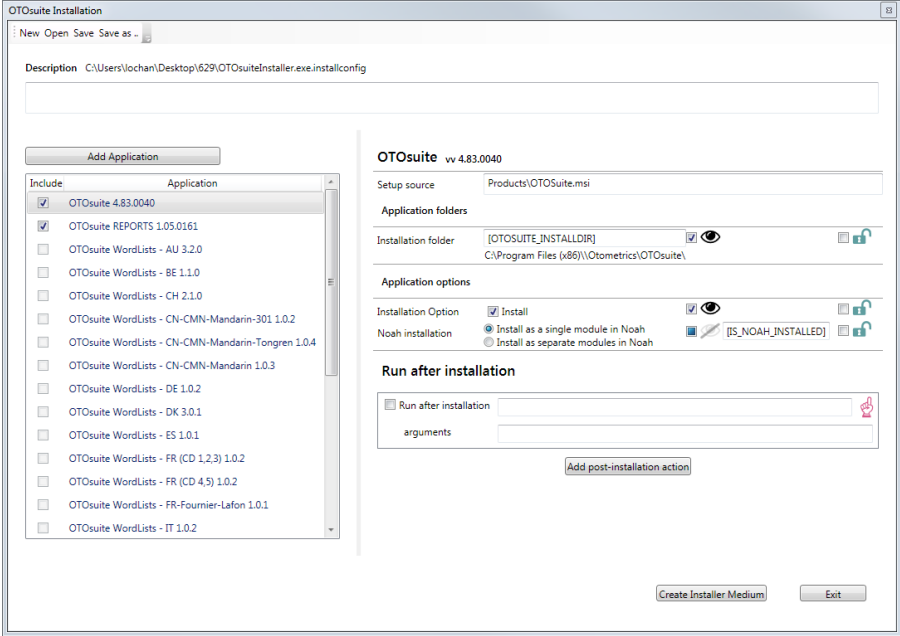 OTOsuite Installation
New Open Save Save as ..
Description C:\Users\lochan\Desktop\629\OTOsuiteInstaller.exe.installconfig
Add Application
Include Application
OTOsuite 4.83.0040
OTOsuite REPORTS 1.05.0161
OTOsuite WordLists - AU 3.2.0
OTOsuite WordLists - BE 1.1.0
OTOsuite WordLists - CH 2.1.0
OTOsuite WordLists - CN-CMN-Mandarin-301 1.0.2
OTOsuite WordLists - CN-CMN-Mandarin-Tongren 1.0.4
OTOsuite WordLists - CN-CMN-Mandarin 1.0.3
OTOsuite WordLists - DE 1.0.2
OTOsuite WordLists - DK 3.0.1
OTOsuite WordLists - ES 1.0.1
OTOsuite WordLists - FR (CD 1,2,3) 1.0.2
OTOsuite WordLists - FR (CD 4,5) 1.0.2
OTOsuite WordLists - FR-Fournier-Lafon 1.0.1
OTOsuite WordLists - IT 1.0.2
OTOsuite vv 4.83.0040
Setup source Products\OTOSuite.msi
Application folders
Installation folder [OTOSUITE_INSTALLDIR]
C:\Program Files (x86)\\Otometrics\OTOsuite\
Application options
Installation Option Install
Noah installation Install as a single module in Noah [IS_NOAH_INSTALLED]
Install as separate modules in Noah
Run after installation
Run after installation
arguments
Add post-installation action
Create Installer Medium Exit